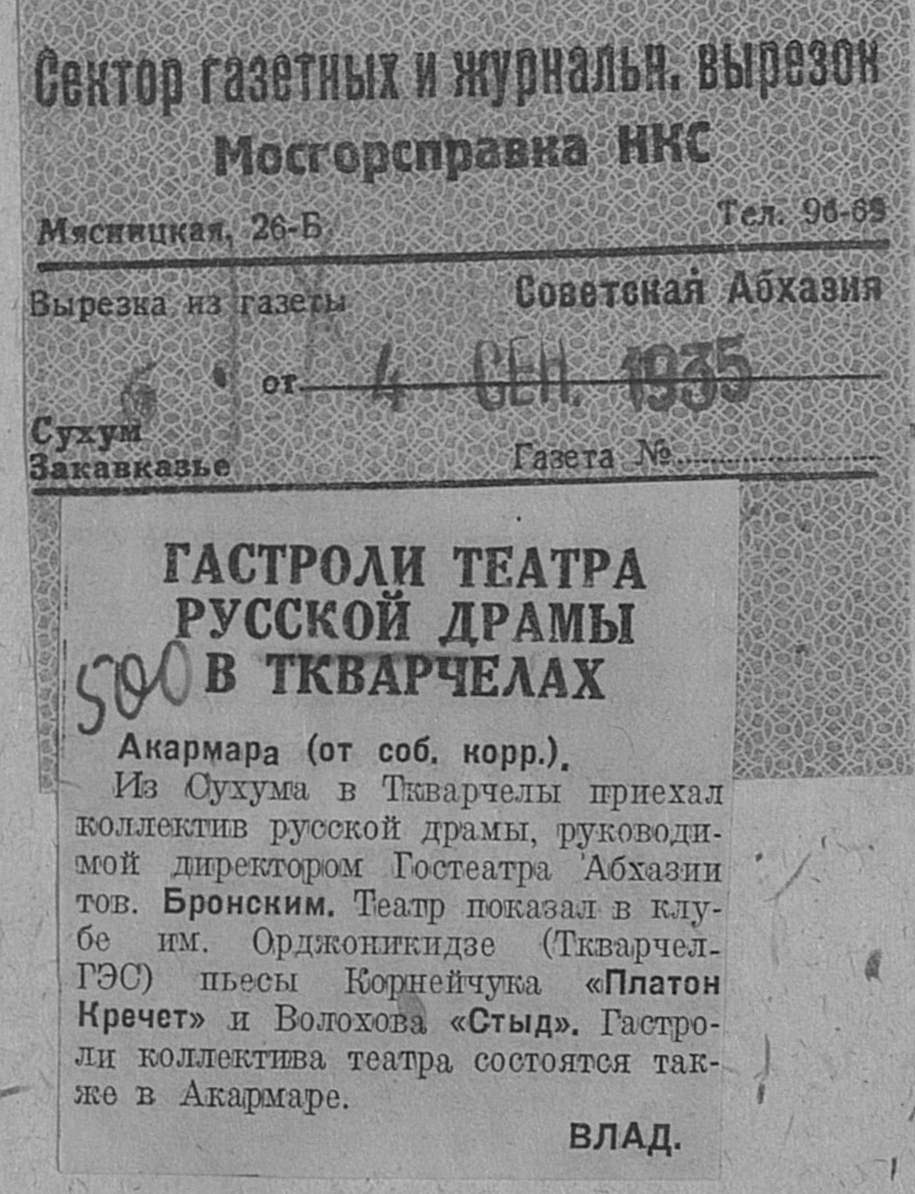 Сектор газетных и журнальн. вырезок
Мосгорсправка НКС
Мясницкая, 26-Б Тел. 96-69
Вырезка из газеты Советская Абхазия
от 4 СЕН. 1935
Сухум
Закавказье Газета №
ГАСТРОЛИ ТЕАТРА
РУССКОЙ ДРАМЫ
В ТКВАРЧЕЛАХ
500
Акармара (от соб. корр.).
Из Сухума в Ткварчелы приехал
коллектив русской драмы, руководи-
мой директором Гостеатра Абхазии
тов. Бронским. Театр показал в клу-
бе им. Орджоникидзе (Ткварчел-
ГЭС) пьесы Корнейчука «Платон
Кречет» и Волохова «Стыд». Гастро-
ли коллектива театра состоятся так-
же в Акармаре.
ВЛАД.